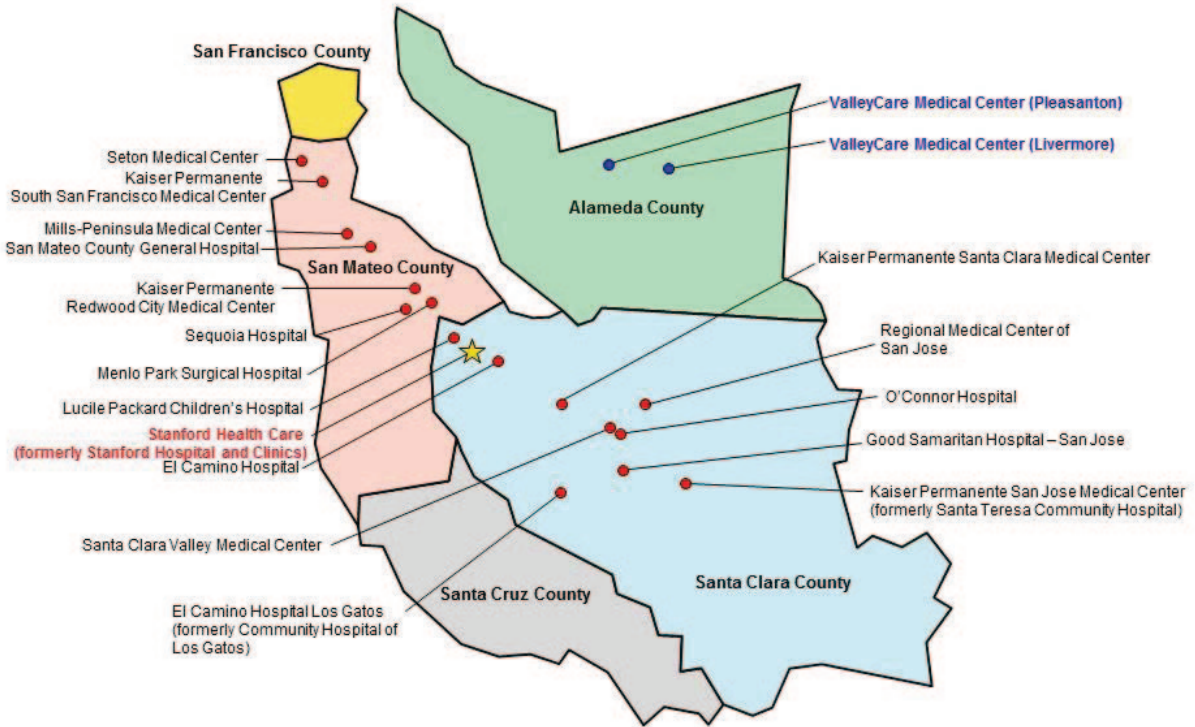 San Francisco County
ValleyCare Medical Center (Pleasanton)
ValleyCare Medical Center (Livermore)
Seton Medical Center
Kaiser Permanente
South San Francisco Medical Center
Alameda County
Mills-Peninsula Medical Center
San Mateo County General Hospital
San Mateo County
Kaiser Permanente Santa Clara Medical Center
Kaiser Permanente
Redwood City Medical Center
Sequoia Hospital
Regional Medical Center of
San Jose
Menlo Park Surgical Hospital
O'Connor Hospital
Lucile Packard Children's Hospital
Stanford Health Care
(formerly Stanford Hospital and Clinics)
Good Samaritan Hospital – San Jose
El Camino Hospital
Kaiser Permanente San Jose Medical Center
(formerly Santa Teresa Community Hospital)
Santa Clara Valley Medical Center
Santa Clara County
Santa Cruz County
El Camino Hospital Los Gatos
(formerly Community Hospital of
Los Gatos)